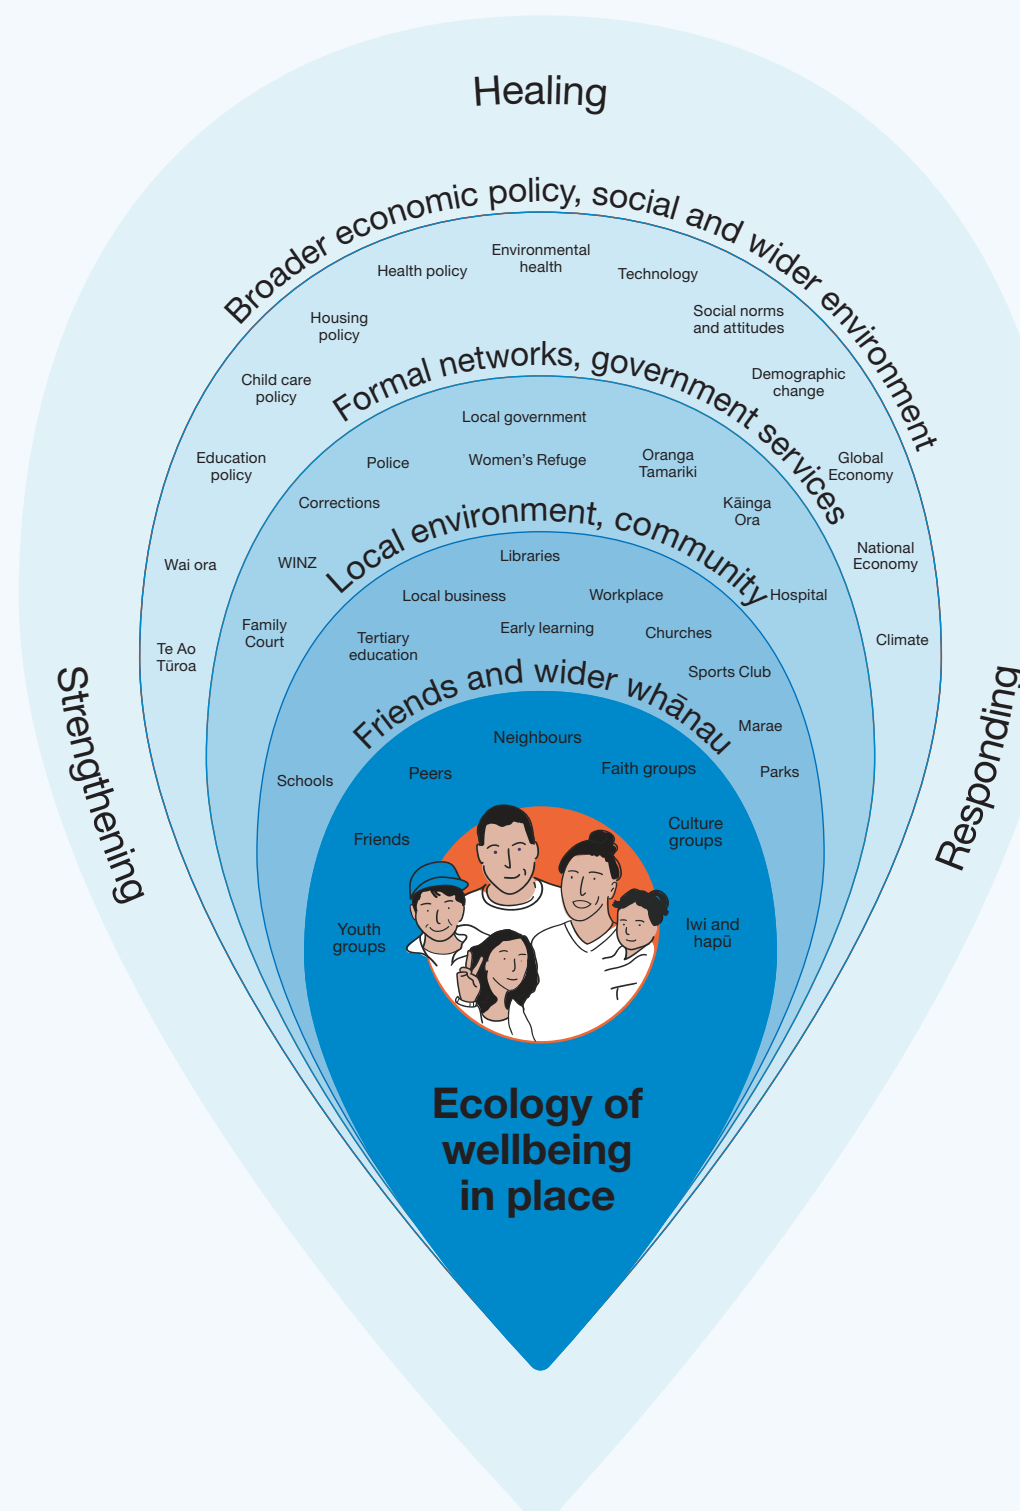 Healing
Broader economic policy, social and wider environment
Environmental
health
Health policy
Technology
Housing
policy
Social norms
and attitudes
Child care
policy
Demographic
change
Education
policy
Global
Economy
Wai ora
National
Economy
Te Ao
Tūroa
Climate
Formal networks, government services
Local government
Police
Women's Refuge
Oranga
Tamariki
Corrections
Kāinga
Ora
WINZ
Hospital
Family
Court
Local environment, community
Libraries
Local business
Workplace
Tertiary
education
Early learning
Churches
Sports Club
Marae
Schools
Parks
Friends and wider whānau
Neighbours
Peers
Faith groups
Friends
Culture
groups
Youth
groups
Iwi and
hapū
Strengthening
Responding
Ecology of
wellbeing
in place